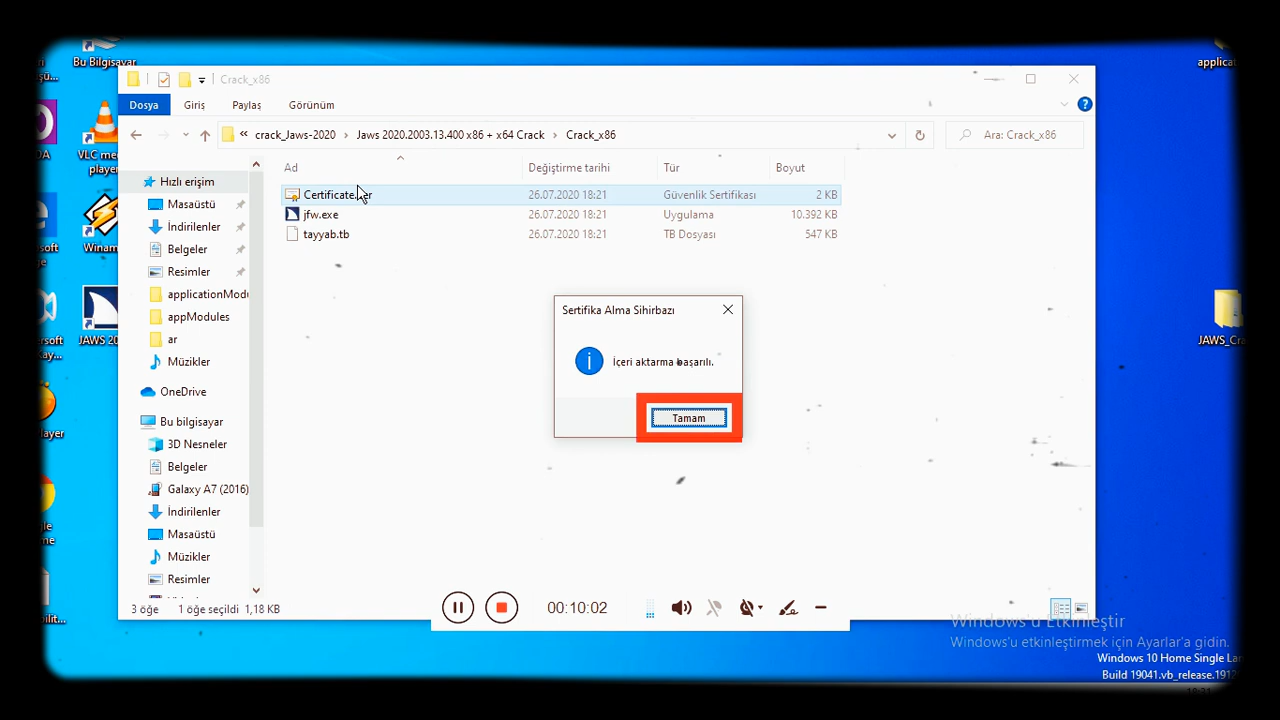 Bu Bilgisayar
applicat
Crack_x86
Dosya
Giriş
Paylaş
Görünüm
crack_Jaws-2020
Jaws 2020.2003.13.400 x86 + x64 Crack
Crack_x86
Ara: Crack_x86
VLC me
player
Ad
Değiştirme tarihi
Tür
Boyut
Hızlı erişim
Masaüstü
İndirilenler
Belgeler
Resimler
applicationModu
appModules
ar
Müzikler
OneDrive
Bu bilgisayar
3D Nesneler
Belgeler
Galaxy A7 (2016)
İndirilenler
Masaüstü
Müzikler
Resimler
26.07.2020 18:21
Güvenlik Sertifikası
2 KB
jfw.exe
26.07.2020 18:21
Uygulama
10.392 KB
tayyab.tb
26.07.2020 18:21
TB Dosyası
547 KB
Winam
JAWS 20
JAWS_Cra
Sertifika Alma Sihirbazı
İçeri aktarma başarılı.
Tamam
3 öğe
1 öğe seçildi
1,18 KB
00:10:02
Windows'u Etkinleştir
Windows'u etkinleştirmek için Ayarlar'a gidin.
Windows 10 Home Single Lan
Build 19041.vb_release.191